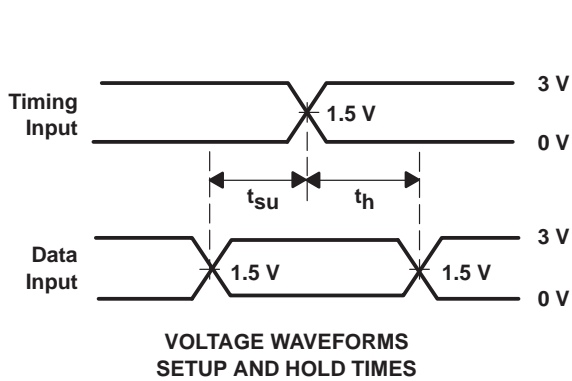 3 V
Timing
Input
1.5 V
0 V
tsu
th
3 V
Data
Input
1.5 V
1.5 V
0 V
VOLTAGE WAVEFORMS
SETUP AND HOLD TIMES